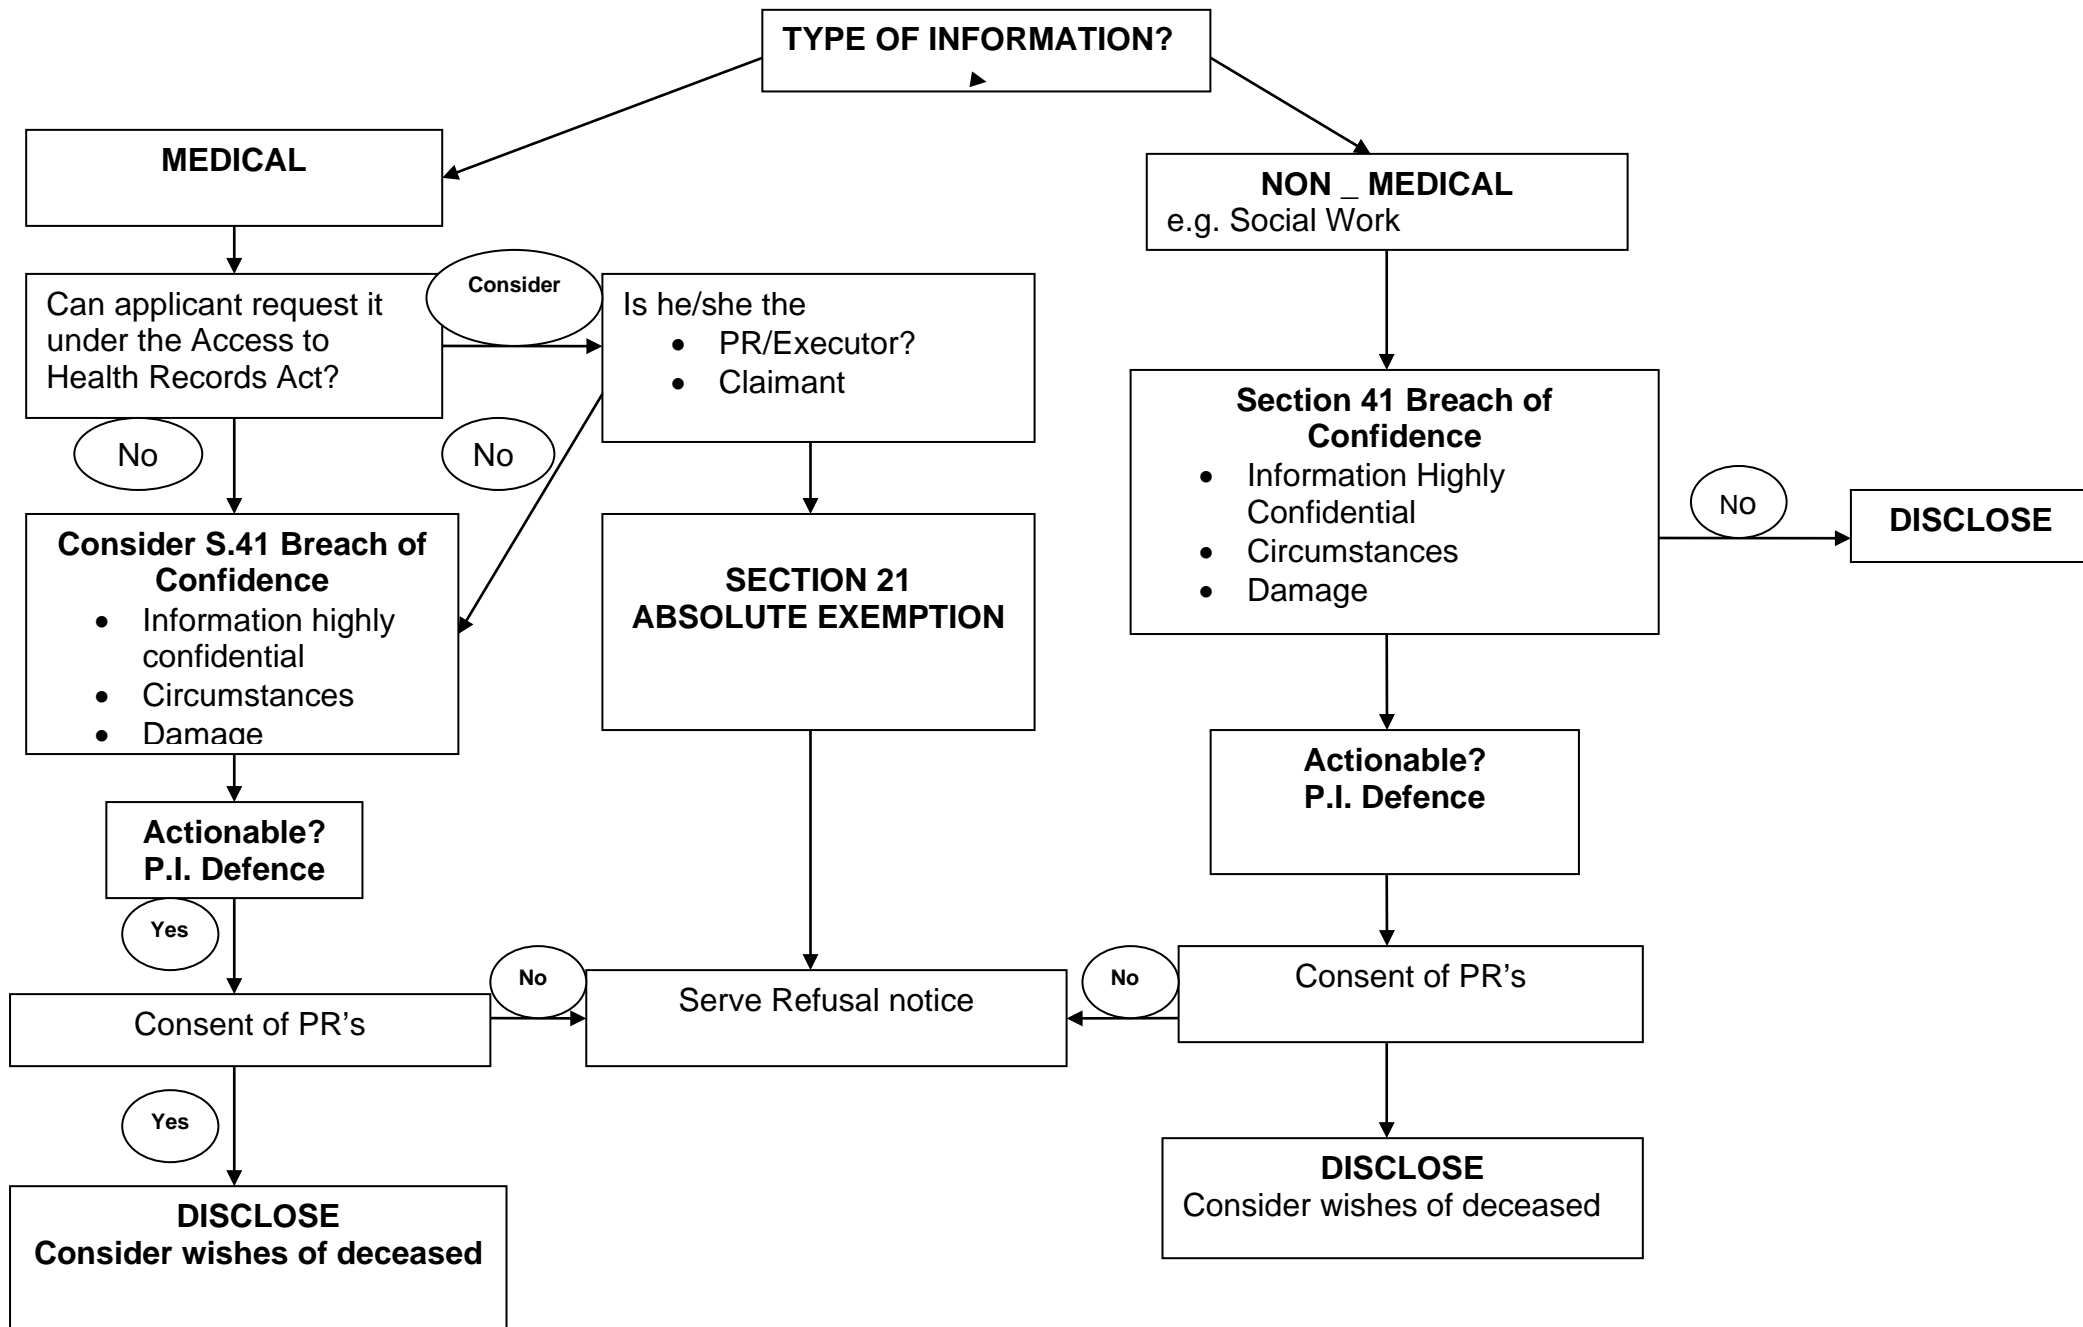 TYPE OF INFORMATION?
MEDICAL
NON _ MEDICAL
e.g. Social Work
Can applicant request it
under the Access to
Health Records Act?
Consider
Is he/she the
• PR/Executor?
• Claimant
No
No
Section 41 Breach of
Confidence
• Information Highly
Confidential
• Circumstances
• Damage
No
DISCLOSE
Consider S.41 Breach of
Confidence
• Information highly
confidential
• Circumstances
• Damage
SECTION 21
ABSOLUTE EXEMPTION
Actionable?
P.I. Defence
Actionable?
P.I. Defence
Yes
Consent of PR's
No
Serve Refusal notice
No
Consent of PR's
Yes
DISCLOSE
Consider wishes of deceased
DISCLOSE
Consider wishes of deceased